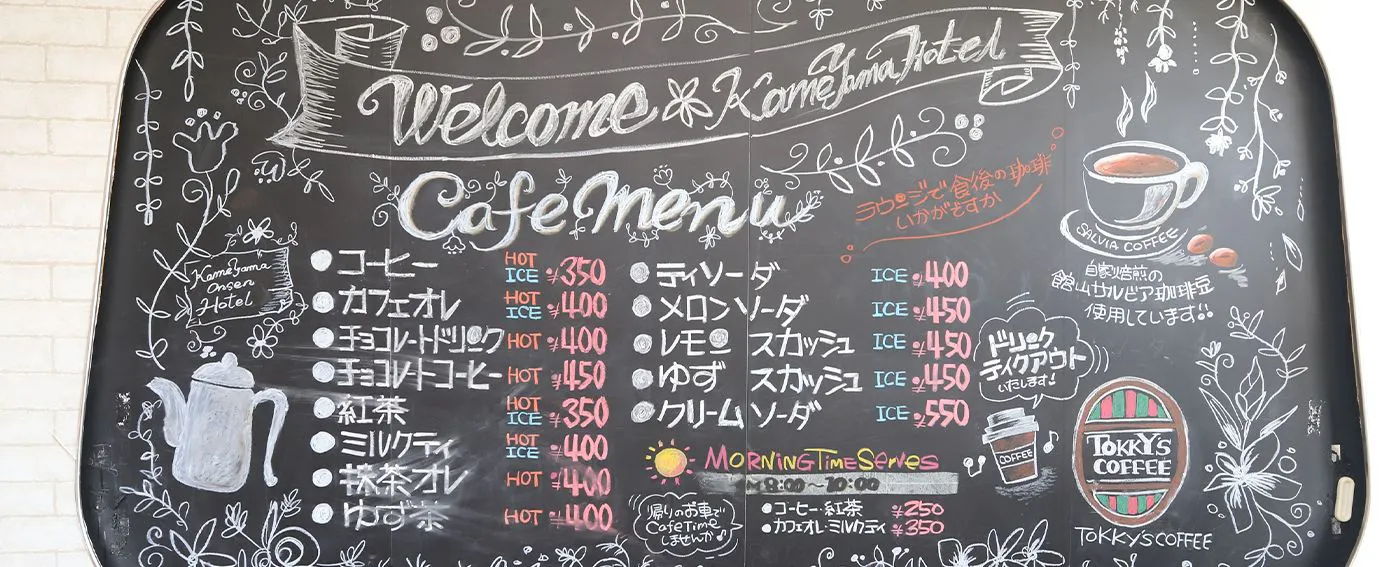 Welcome Kameyama Hotel
Cafe Menu
ラウンジで食後の珈琲
いかがですか
SALVIA COFFEE
自家焙煎の
飯山サルビア珈琲豆
使用しています!!
Kameyama
Onsen
Hotel
コーヒー HOT ICE ¥350
カフェオレ HOT ICE ¥400
チョコレートドリンク HOT ¥400
チョコレートコーヒー HOT ¥450
紅茶 HOT ICE ¥350
ミルクティ HOT ICE ¥400
抹茶オレ HOT ¥400
ゆず茶 HOT ¥400
ティソーダ ICE ¥400
メロンソーダ ICE ¥450
レモン スカッシュ ICE ¥450
ゆず スカッシュ ICE ¥450
クリームソーダ ICE ¥550
MORNING TIME Serves
8:00~10:00
コーヒー・紅茶 ¥250
カフェオレ・ミルクティ ¥350
帰りのお車で
Cafe Time
しませんか♪
ドリンク
テイクアウト
いたします!
COFFEE
TOKKY'S
COFFEE
TOKKY'S COFFEE